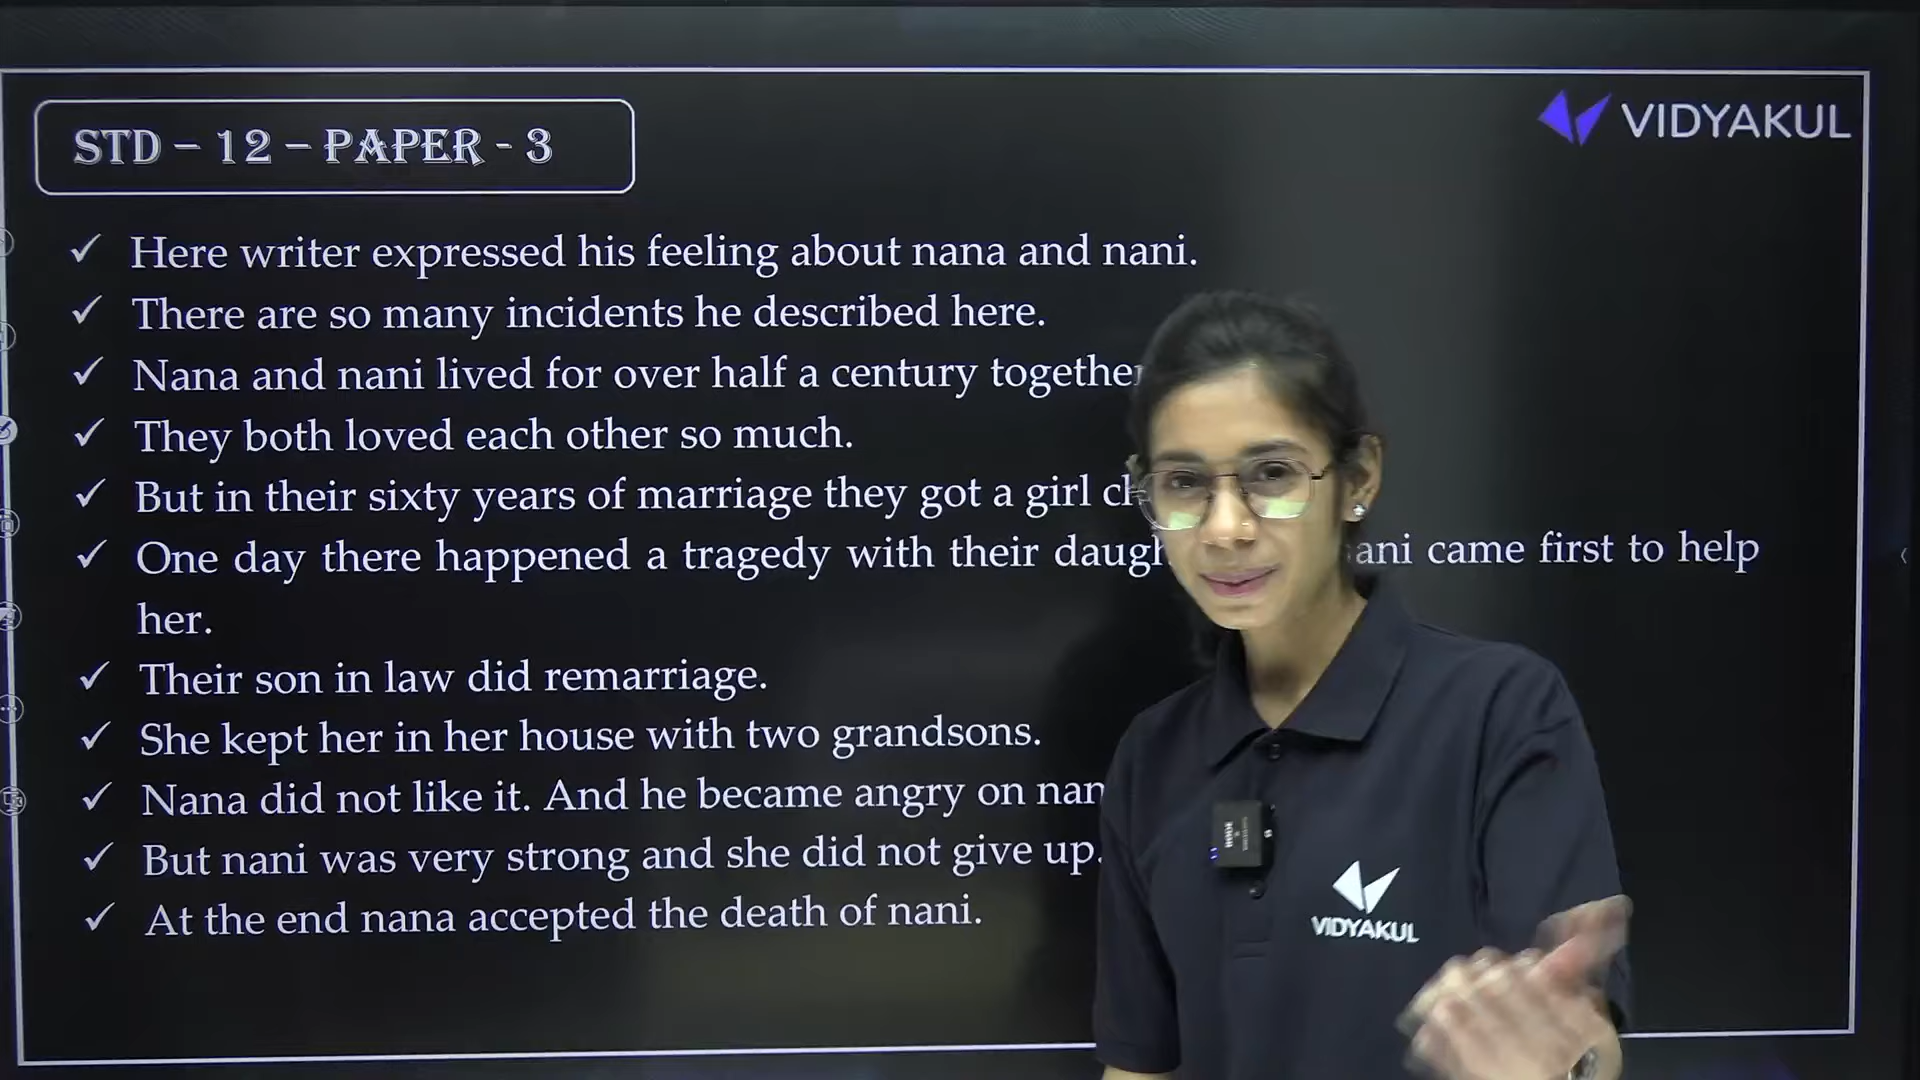 STD – 12 – PAPER - 3
VIDYAKUL
✓ Here writer expressed his feeling about nana and nani.
✓ There are so many incidents he described here.
✓ Nana and nani lived for over half a century together
✓ They both loved each other so much.
✓ But in their sixty years of marriage they got a girl
✓ One day there happened a tragedy with their came first to help
her.
✓ Their son in law did remarriage.
✓ She kept her in her house with two grandsons.
✓ Nana did not like it. And he became angry on
✓ But nani was very strong and she did not give up.
✓ At the end nana accepted the death of nani.
VIDYAKUL